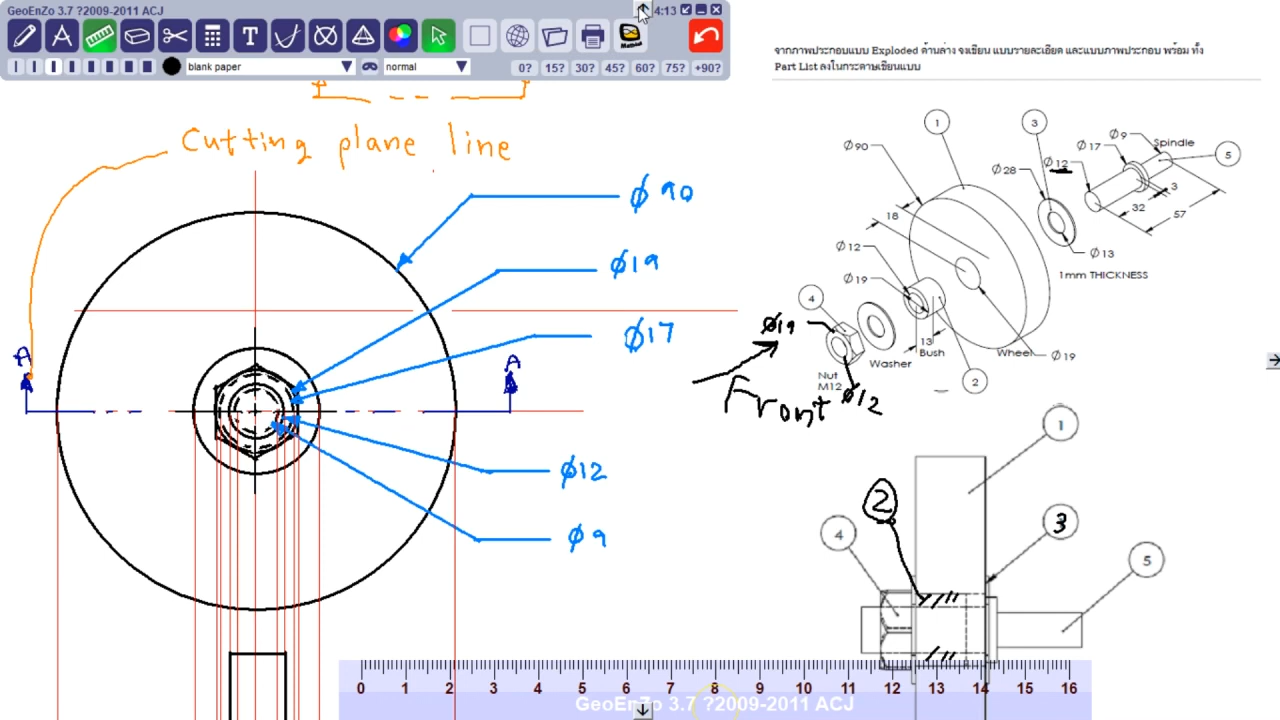 GeoEnZo 3.7 ?2009-2011 ACJ
4:13
blank paper
normal
0?
15?
30?
45?
60?
75?
+90?
จากภาพประกอบแบบ Exploded ด้านล่าง จงเขียน แบบรายละเอียด และแบบภาพประกอบ พร้อม ทั้ง
Part List ลงในกระดาษเขียนแบบ
Cutting plane line
Ø90
Ø19
Ø17
Ø12
Ø9
A
A
1
3
5
Ø90
Ø28
Ø12
Ø17
Ø9
Spindle
3
32
57
18
Ø13
1mm THICKNESS
Ø12
Ø19
4
Ø19
13
Washer
Bush
Wheel
Ø19
2
Nut
M12
Ø12
Front
1
2
3
4
5
0 1 2 3 4 5 6 7 8 9 10 11 12 13 14 15 16
GeoEnZo 3.7 ?2009-2011 ACJ